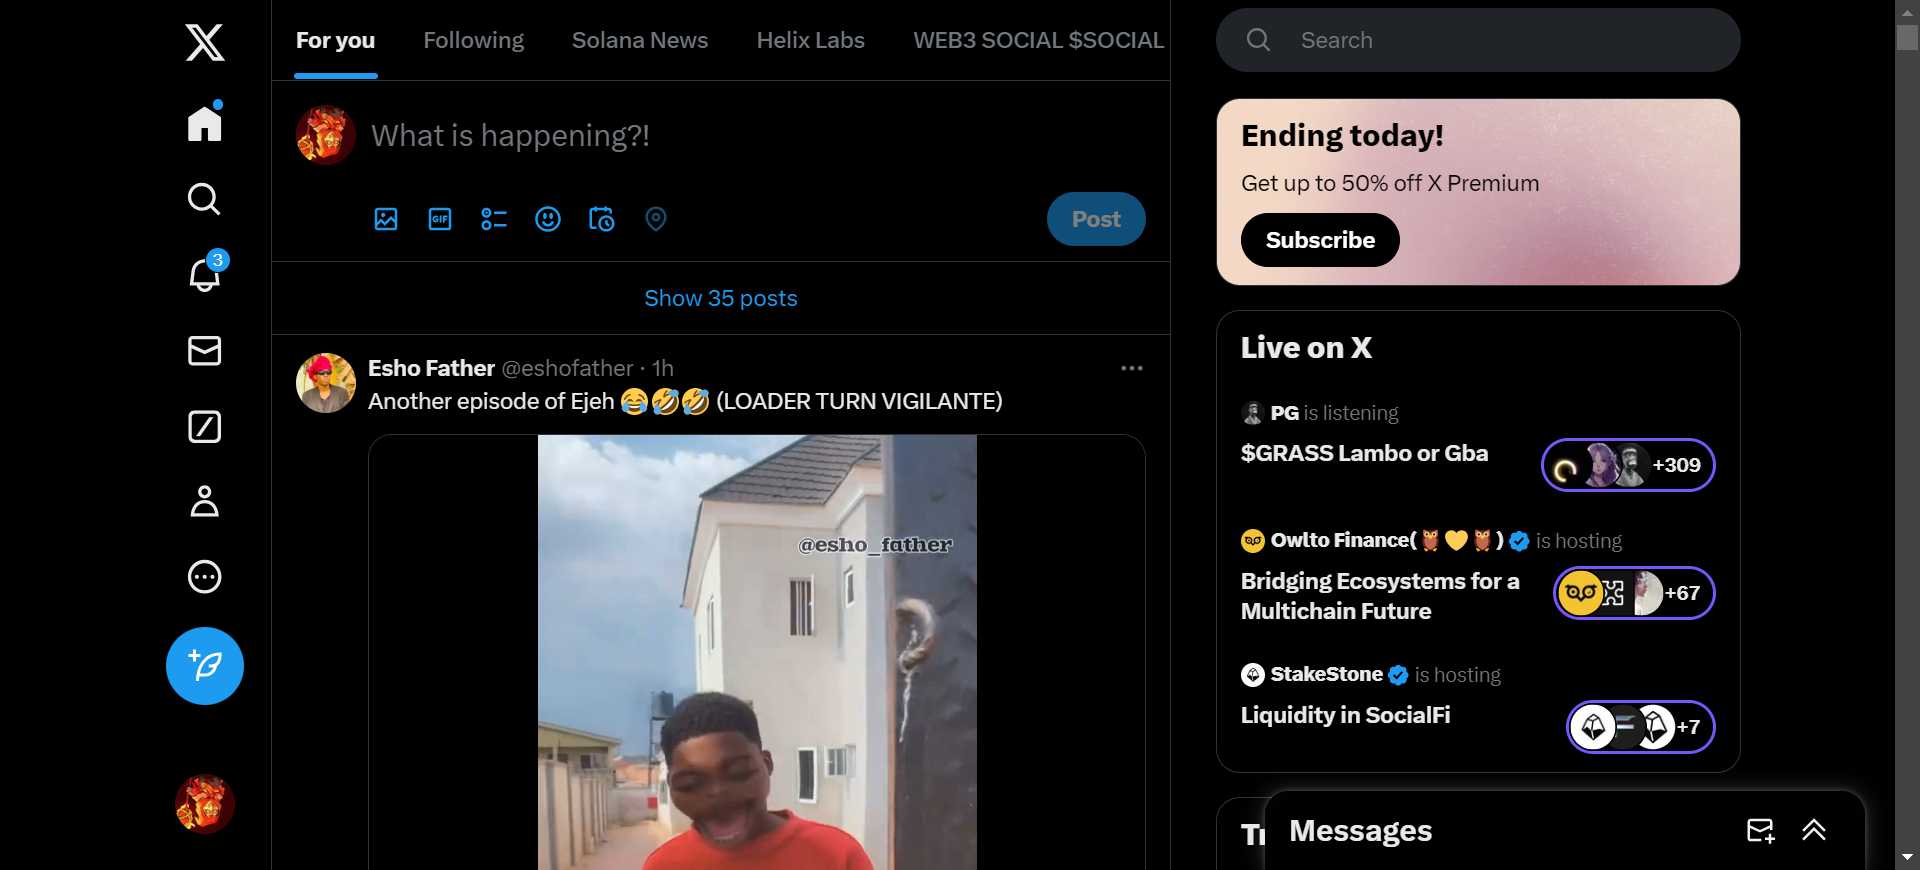 For you
Following
Solana News
Helix Labs
WEB3 SOCIAL $SOCIAL
Search
What is happening?!
GIF
Post
3
Show 35 posts
Esho Father @eshofather · 1h
Another episode of Ejeh 😂🤣🤣 (LOADER TURN VIGILANTE)
@esho_father
Ending today!
Get up to 50% off X Premium
Subscribe
Live on X
PG is listening
$GRASS Lambo or Gba
+309
Owlto Finance(🦉💛🦉) is hosting
Bridging Ecosystems for a
Multichain Future
+67
StakeStone is hosting
Liquidity in SocialFi
+7
Messages